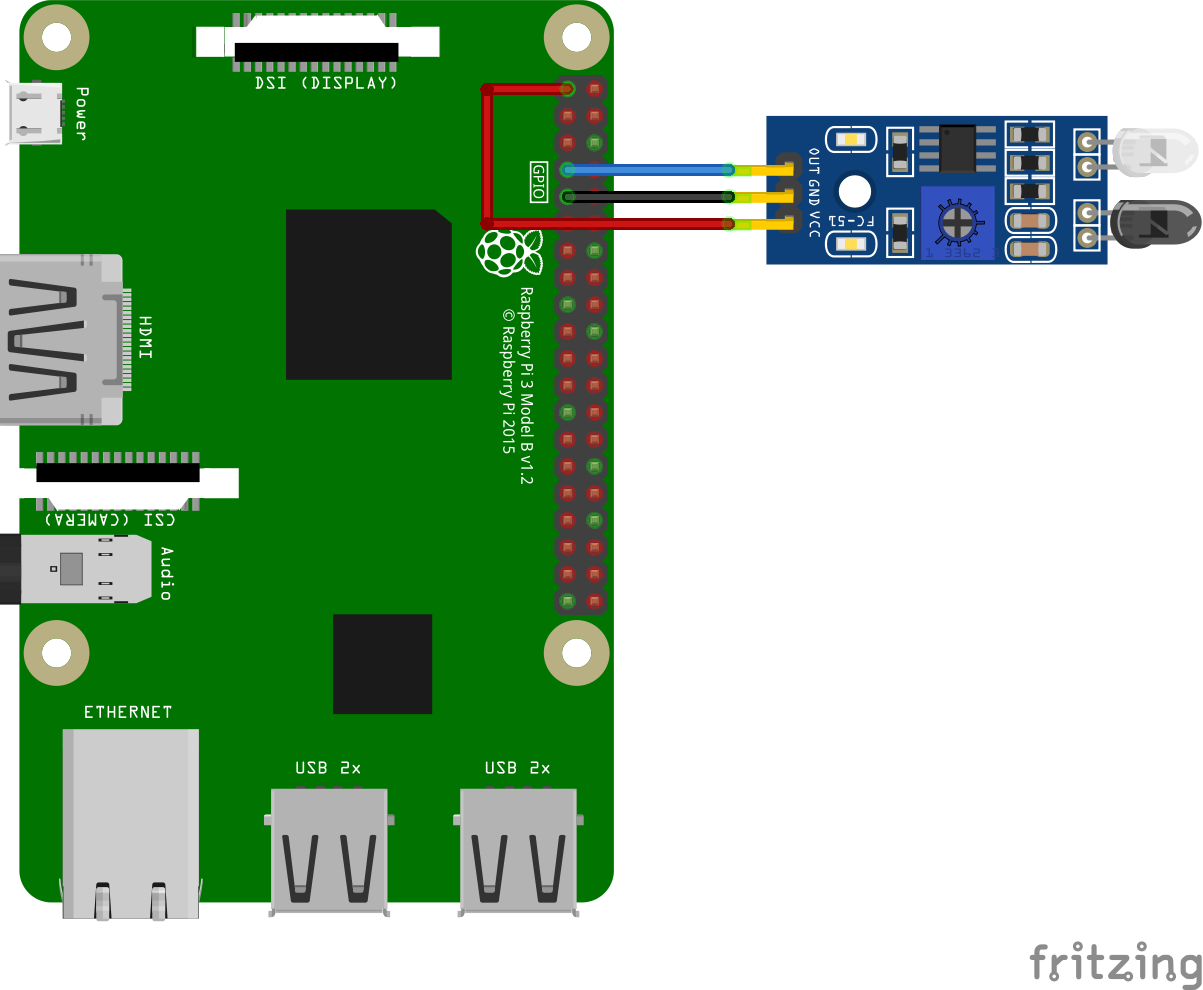 DSI (DISPLAY)
Power
GPIO
OUT
GND
VCC
FC-51
1 3362
HDMI
Raspberry Pi 3 Model B v1.2
© Raspberry Pi 2015
CSI (CAMERA)
Audio
ETHERNET
USB 2x
USB 2x
fritzing